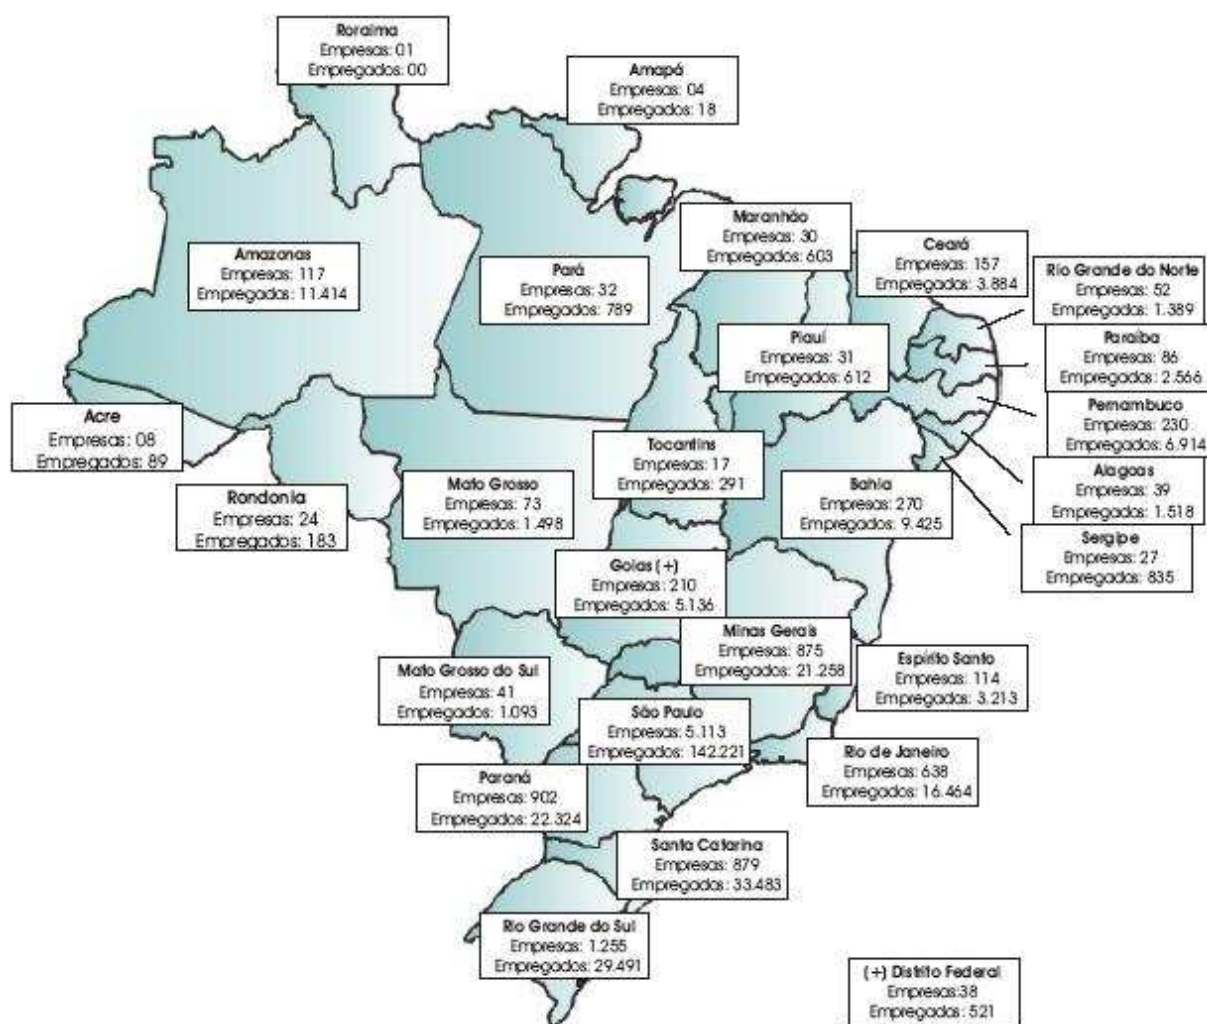 Roraima
Empresas: 01
Empregados: 00
Amapá
Empresas: 04
Empregados: 18
Maranhão
Empresas: 30
Empregados: 603
Ceará
Empresas: 157
Empregados: 3.884
Amazonas
Empresas: 117
Empregados: 11.414
Pará
Empresas: 32
Empregados: 789
Rio Grande do Norte
Empresas: 52
Empregados: 1.389
Piauí
Empresas: 31
Empregados: 612
Paraíba
Empresas: 86
Empregados: 2.566
Acre
Empresas: 08
Empregados: 89
Pernambuco
Empresas: 230
Empregados: 6.914
Tocantins
Empresas: 17
Empregados: 291
Rondonia
Empresas: 24
Empregados: 183
Mato Grosso
Empresas: 73
Empregados: 1.498
Bahia
Empresas: 270
Empregados: 9.425
Alagoas
Empresas: 39
Empregados: 1.518
Sergipe
Empresas: 27
Empregados: 835
Goias (+)
Empresas: 210
Empregados: 5.136
Minas Gerais
Empresas: 875
Empregados: 21.258
Espírito Santo
Empresas: 114
Empregados: 3.213
Mato Grosso do Sul
Empresas: 41
Empregados: 1.093
São Paulo
Empresas: 5.113
Empregados: 142.221
Rio de Janeiro
Empresas: 638
Empregados: 16.464
Paraná
Empresas: 902
Empregados: 22.324
Santa Catarina
Empresas: 879
Empregados: 33.483
Rio Grande do Sul
Empresas: 1.255
Empregados: 29.491
(+) Distrito Federal
Empresas:38
Empregados: 521